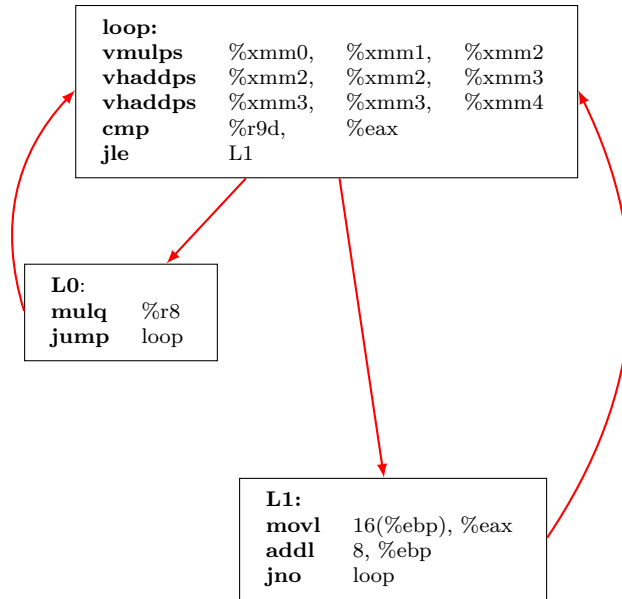 loop:
vmulps %xmm0, %xmm1, %xmm2
vhaddps %xmm2, %xmm2, %xmm3
vhaddps %xmm3, %xmm3, %xmm4
cmp %r9d, %eax
jle L1
L0:
mulq %r8
jump loop
L1:
movl 16(%ebp), %eax
addl 8, %ebp
jno loop